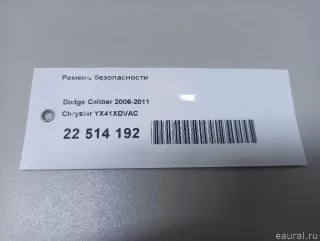 Ремень безопасности
Dodge Caliber 2006-2011
Chrysler YX41XDVAC
22 514 192
eaural.ru